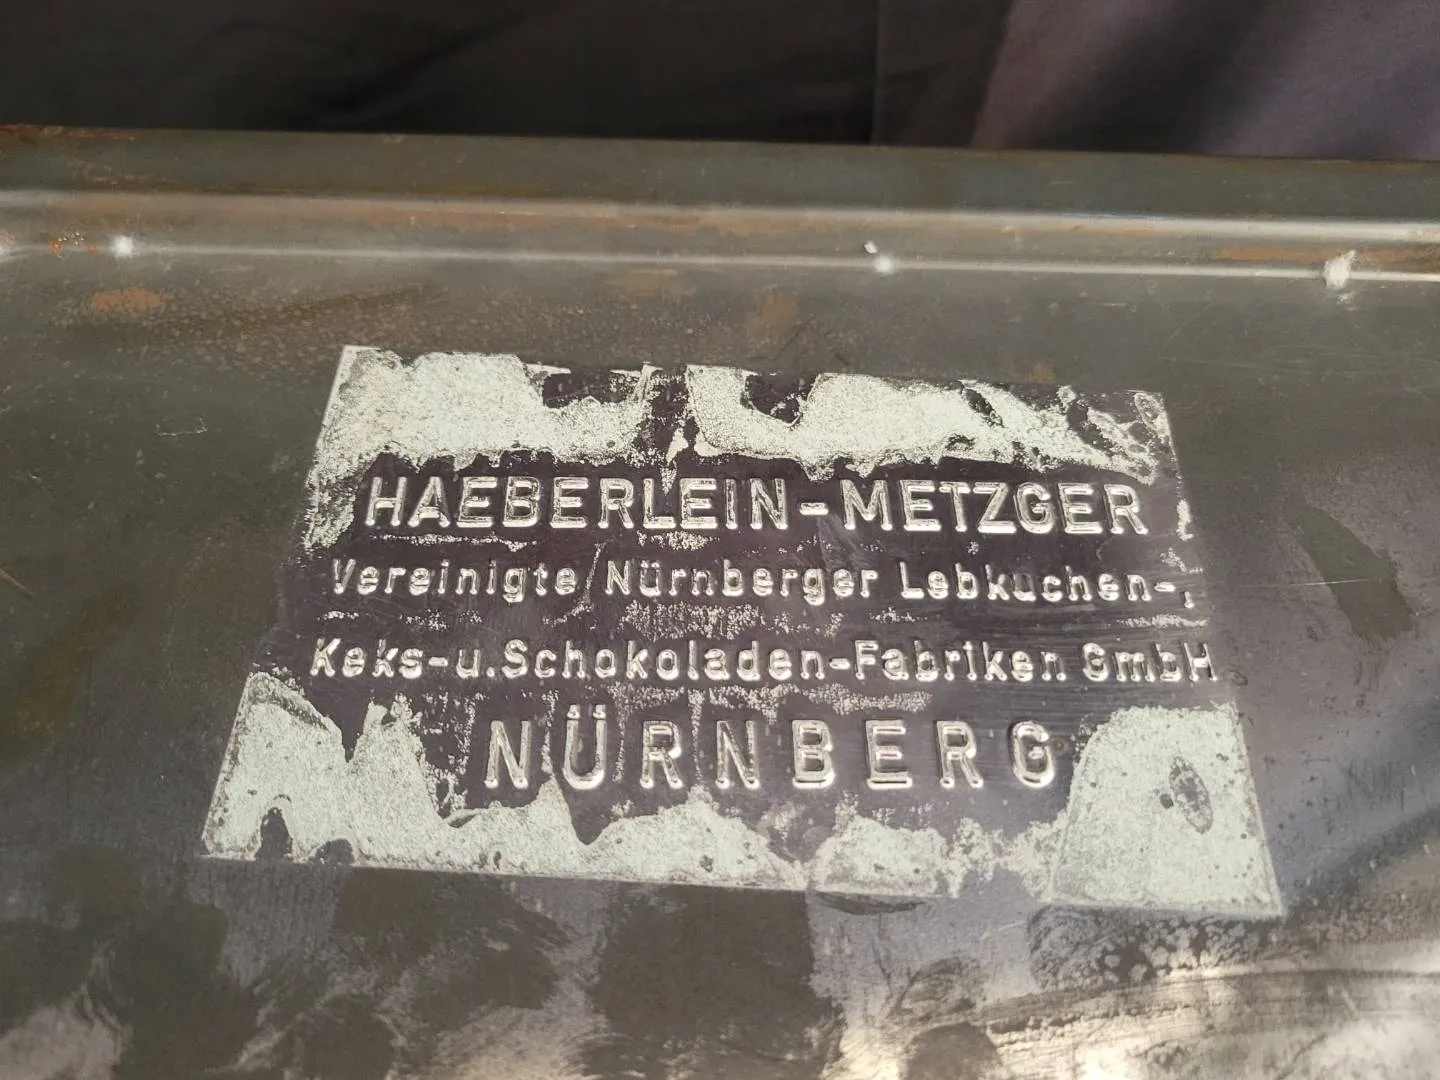 HAEBERLEIN-METZGER
Vereinigte Nürnberger Lebkuchen-,
Keks-u.Schokoladen-Fabriken GmbH
NÜRNBERG